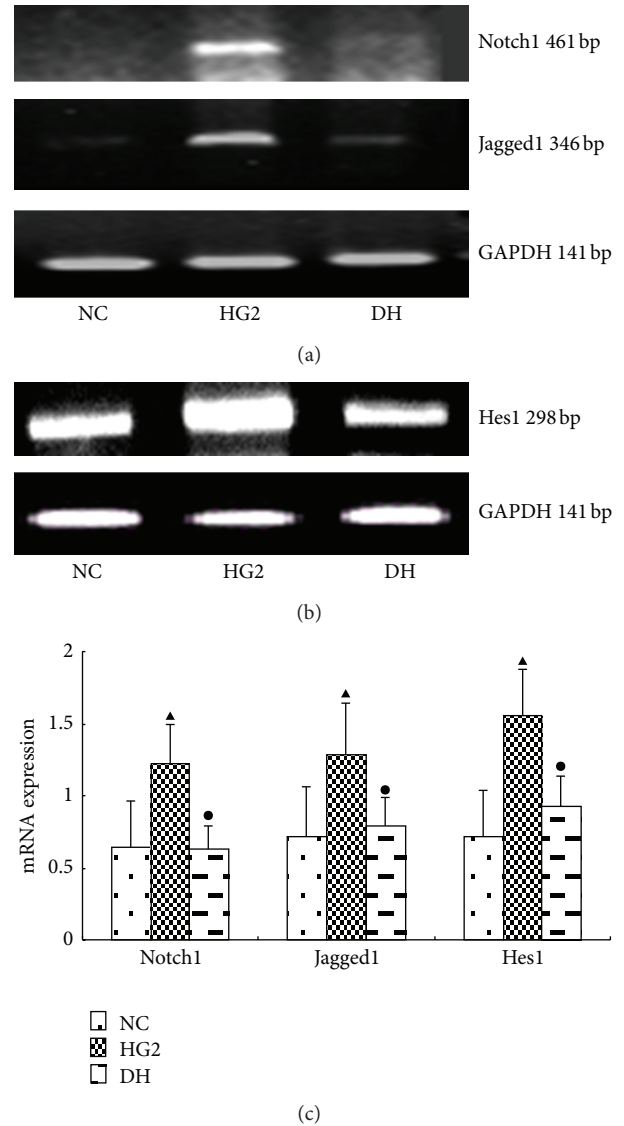 Notch1 461 bp
Jagged1 346 bp
GAPDH 141 bp
NC HG2 DH
(a)
Hes1 298 bp
GAPDH 141 bp
NC HG2 DH
(b)
2
1.5
1
0.5
0
mRNA expression
Notch1 Jagged1 Hes1
NC
HG2
DH
(c)